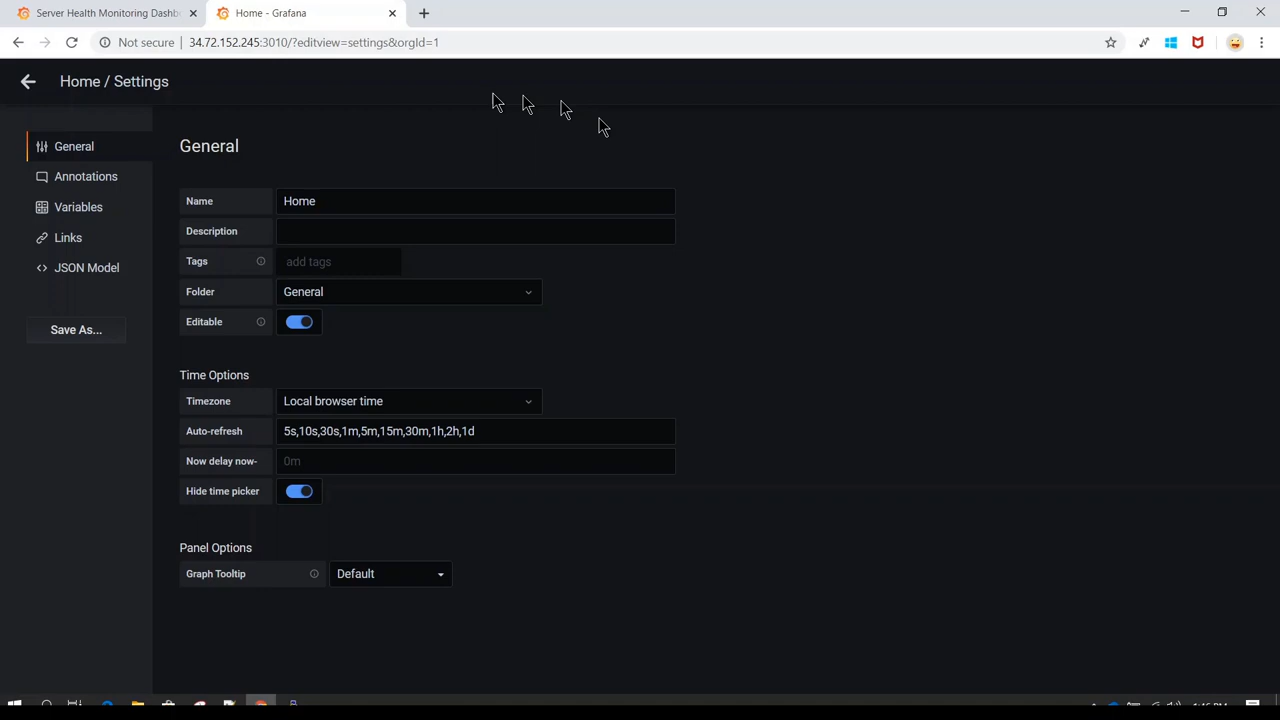 Server Health Monitoring Dashb
Home - Grafana
Not secure
34.72.152.245:3010/?editview=settings&orgId=1
Home / Settings
General
Annotations
Variables
Links
JSON Model
Save As...
General
Name
Home
Description
Tags
add tags
Folder
General
Editable
Time Options
Timezone
Local browser time
Auto-refresh
5s,10s,30s,1m,5m,15m,30m,1h,2h,1d
Now delay now-
0m
Hide time picker
Panel Options
Graph Tooltip
Default